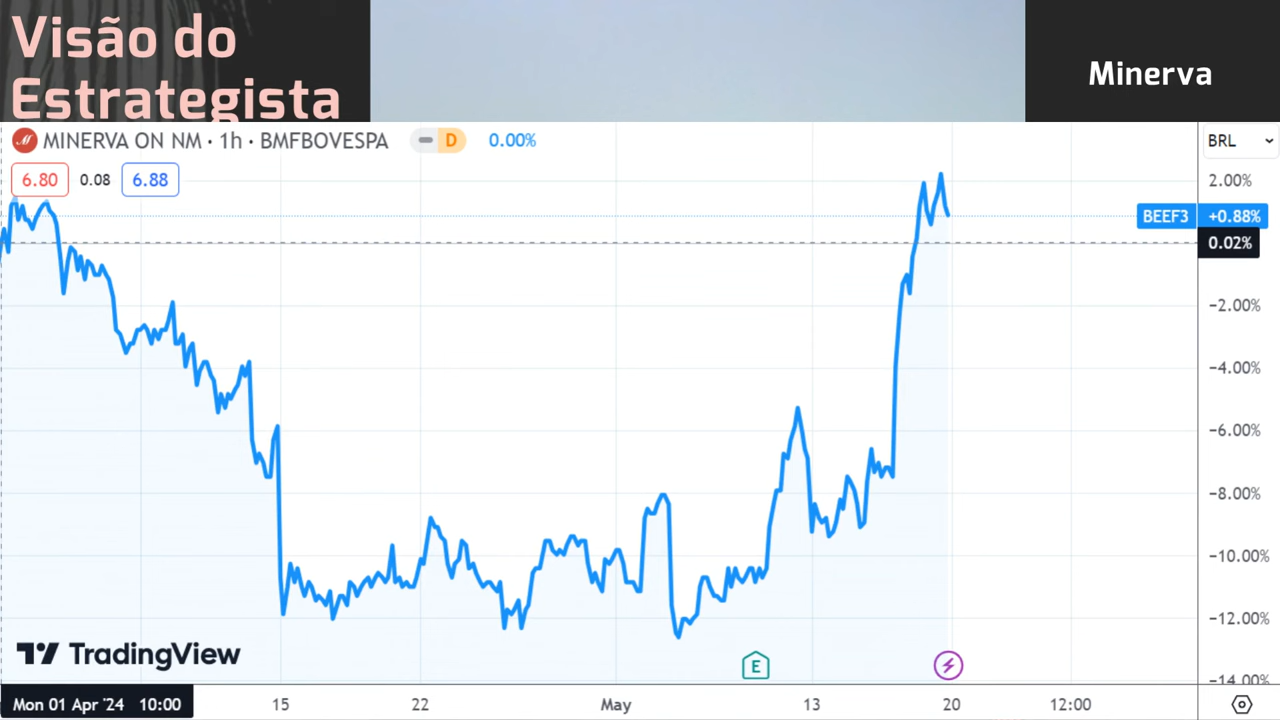 Visão do
Estrategista
Minerva
MINERVA ON NM · 1h · BMFBOVESPA
D
0.00%
BRL
6.80
0.08
6.88
2.00%
BEEF3
+0.88%
0.02%
−2.00%
−4.00%
−6.00%
−8.00%
−10.00%
−12.00%
−14.00%
TradingView
E
Mon 01 Apr '24 10:00
15
22
May
13
20
12:00